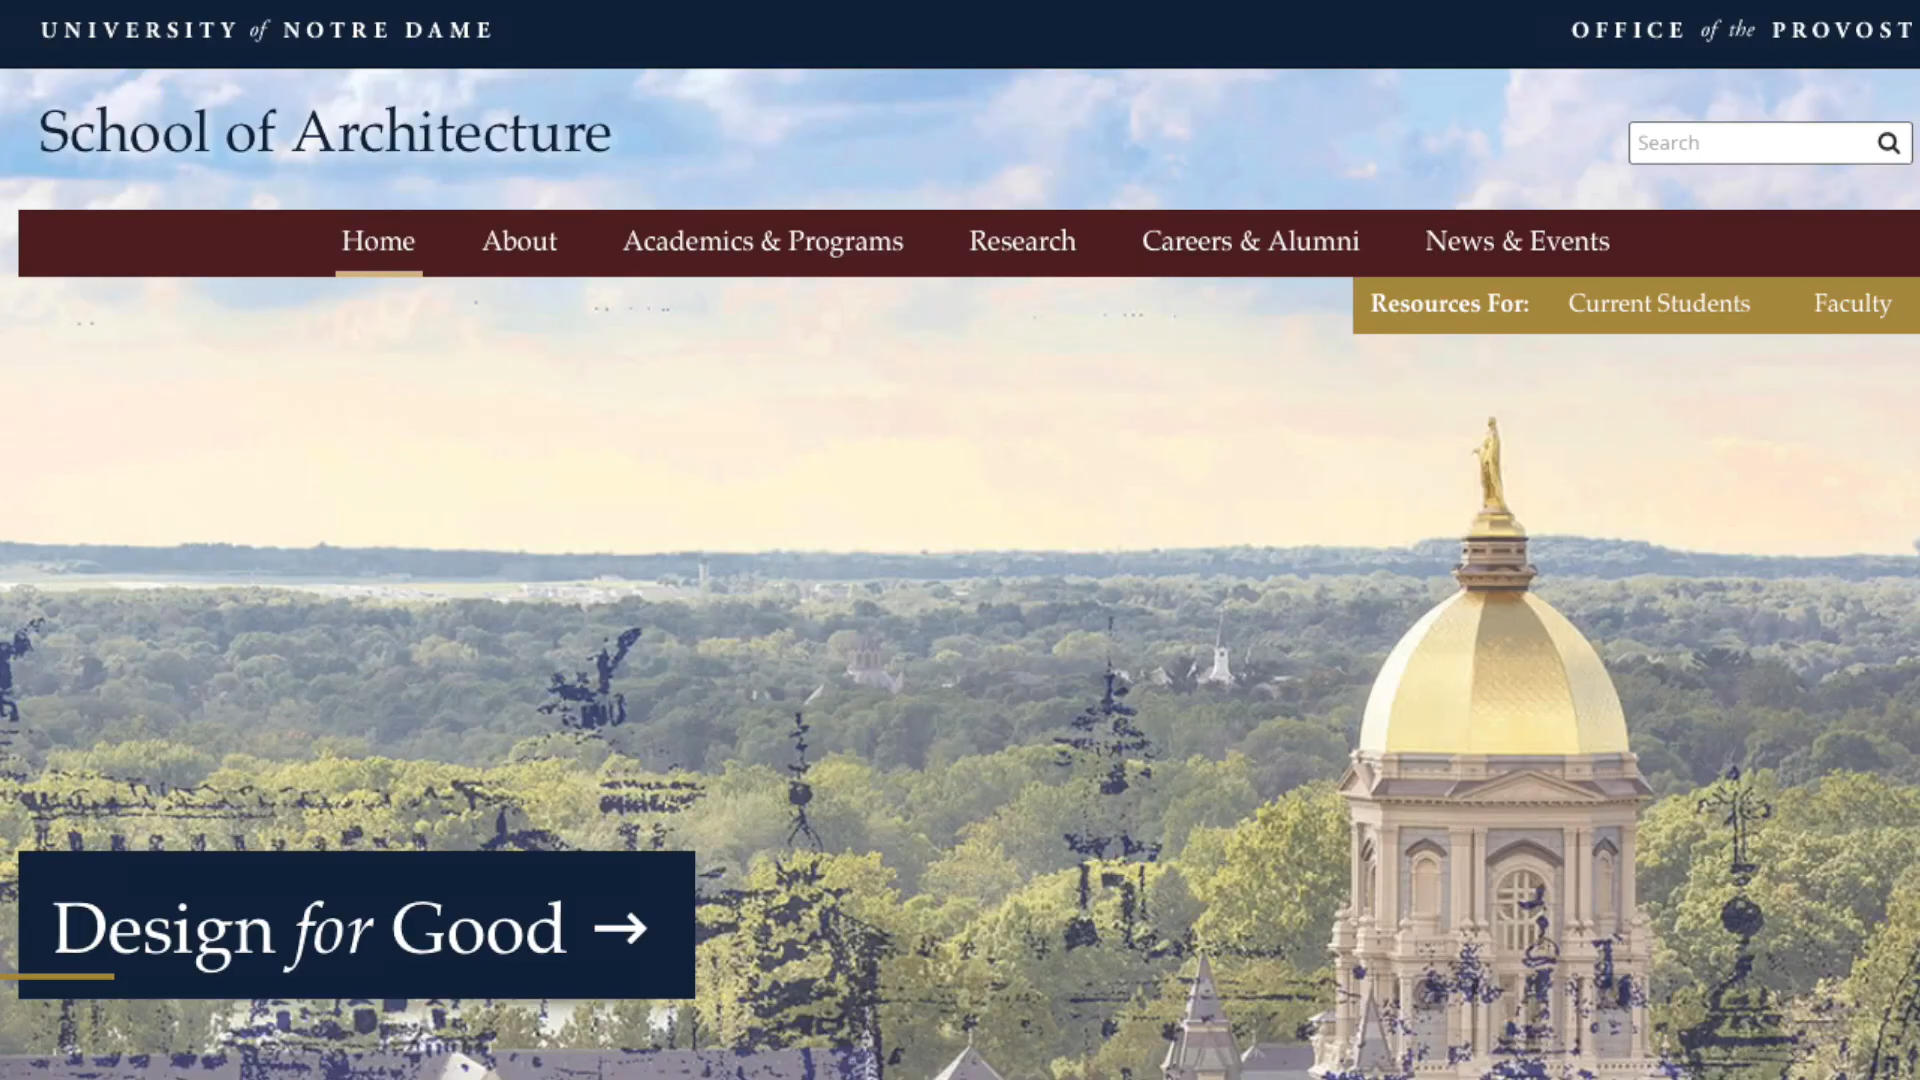 UNIVERSITY of NOTRE DAME
OFFICE of the PROVOST
School of Architecture
Search
Home About Academics & Programs Research Careers & Alumni News & Events
Resources For: Current Students Faculty
Design for Good →